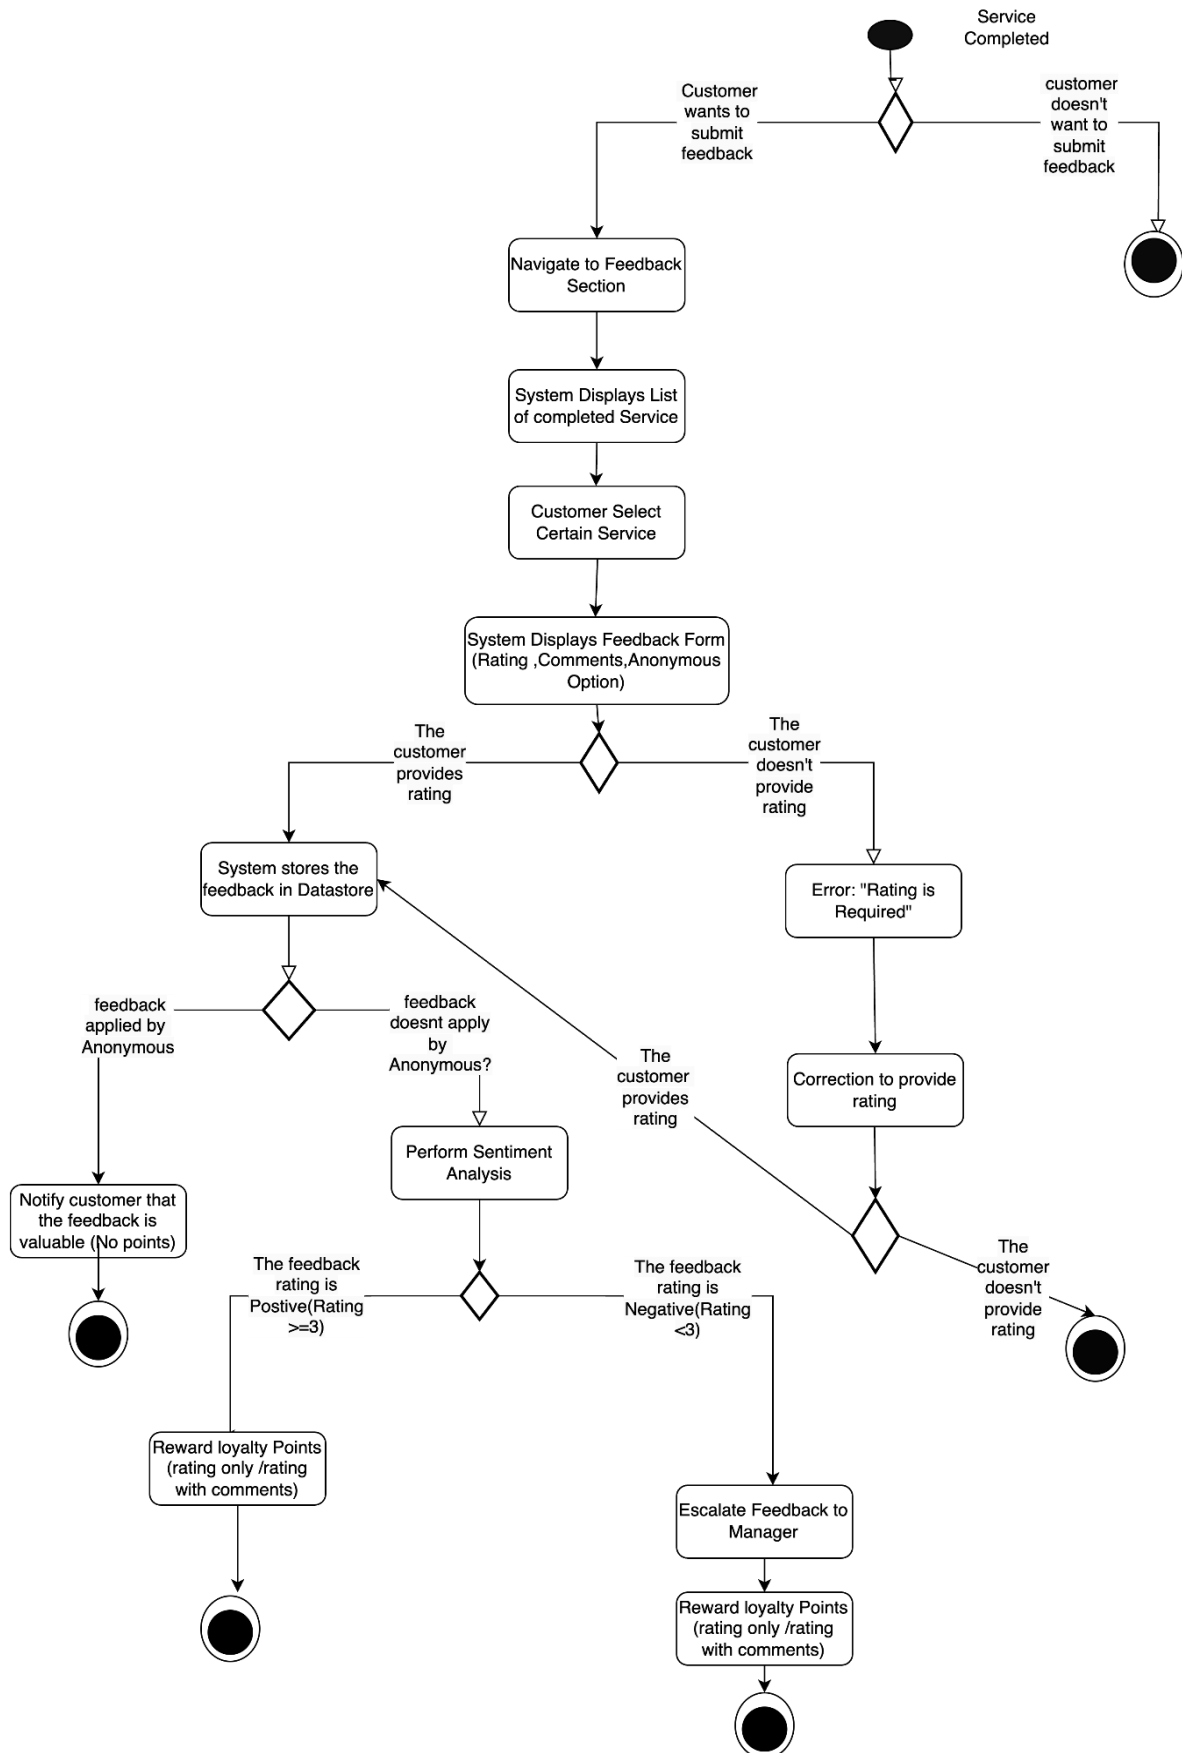 Service
Completed
Customer
wants to
submit
feedback
customer
doesn't
want to
submit
feedback
Navigate to Feedback
Section
System Displays List
of completed Service
Customer Select
Certain Service
System Displays Feedback Form
(Rating ,Comments,Anonymous
Option)
The
customer
provides
rating
The
customer
doesn't
provide
rating
System stores the
feedback in Datastore
Error: "Rating is
Required"
feedback
applied by
Anonymous
feedback
doesnt apply
by
Anonymous?
The
customer
provides
rating
Correction to provide
rating
Perform Sentiment
Analysis
Notify customer that
the feedback is
valuable (No points)
The feedback
rating is
Postive(Rating
>=3)
The feedback
rating is
Negative(Rating
<3)
The
customer
doesn't
provide
rating
Reward loyalty Points
(rating only /rating
with comments)
Escalate Feedback to
Manager
Reward loyalty Points
(rating only /rating
with comments)